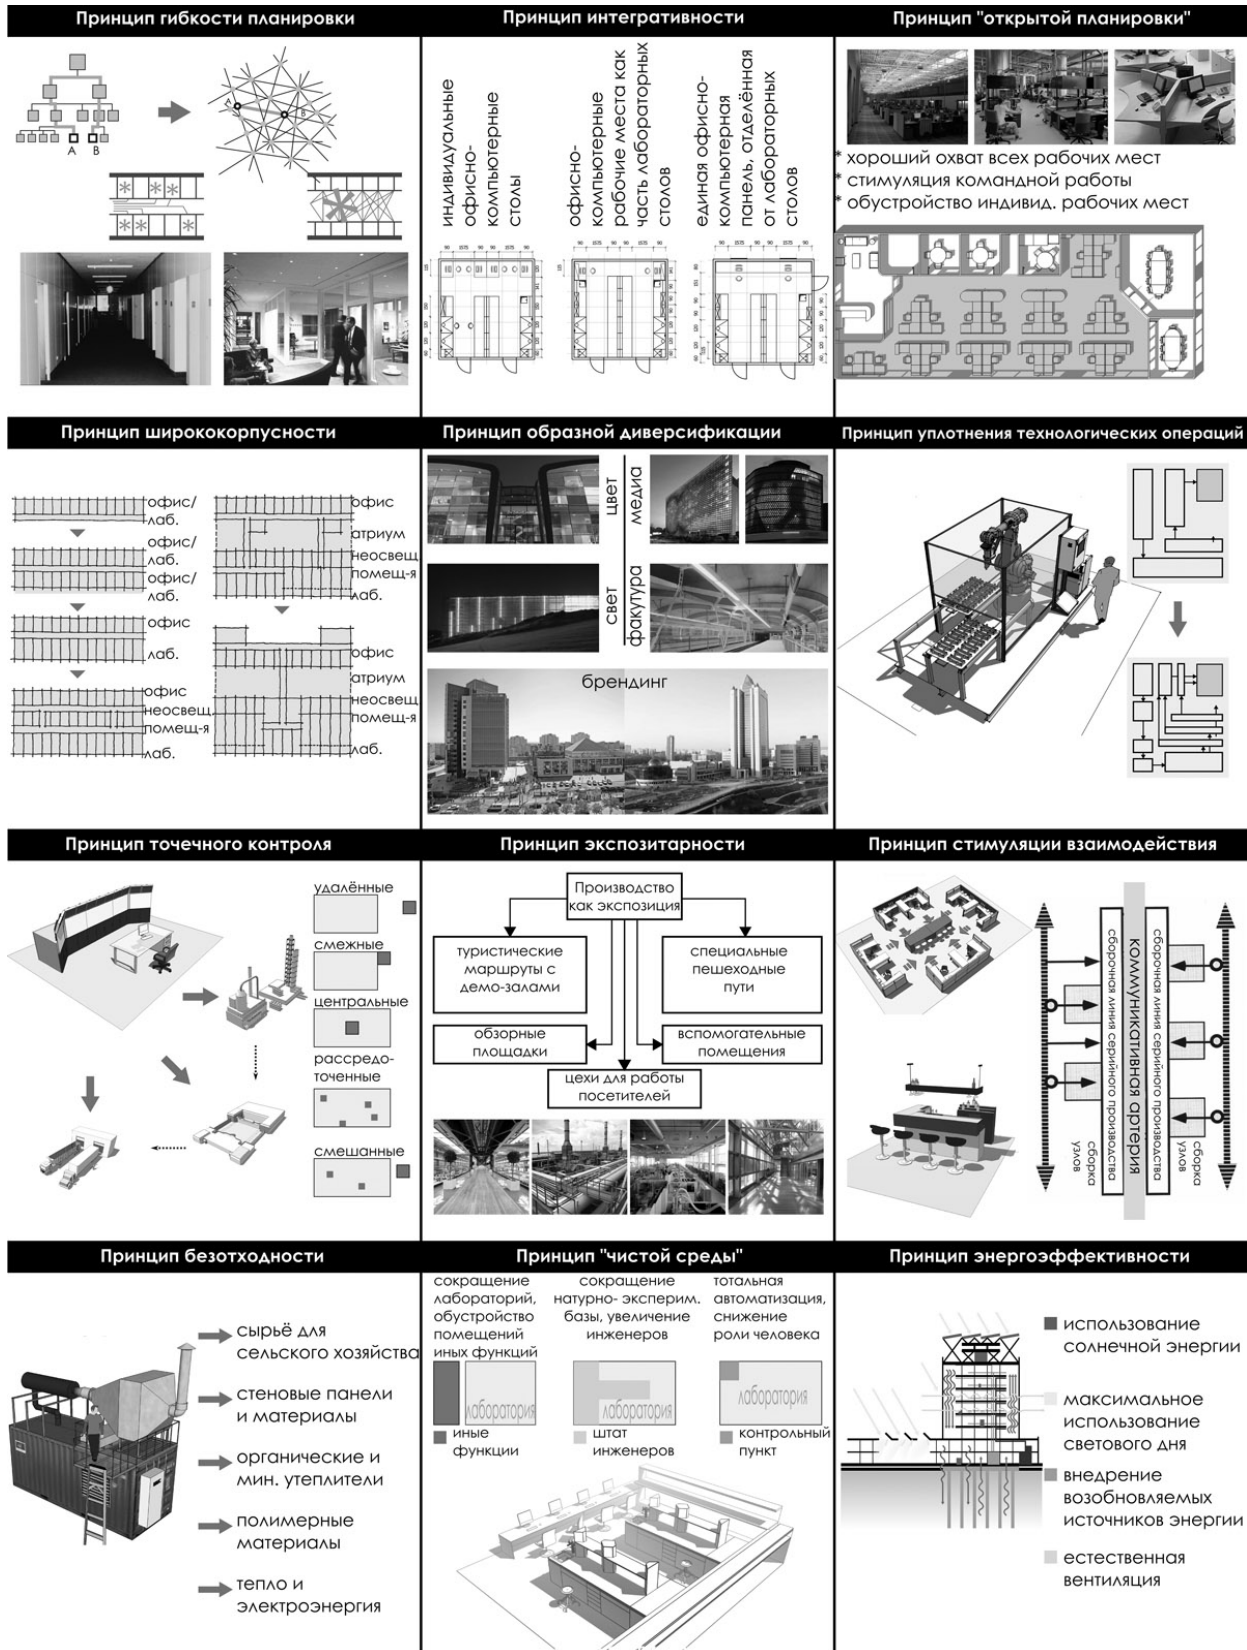 Принцип гибкости планировки
A
B
A
B
Принцип интегративности
индивидуальные
офисно-
компьютерные
столы
офисно-
компьютерные
рабочие места как
часть лабораторных
столов
единая офисно-
компьютерная
панель, отделённая
от лабораторных
столов
Принцип "открытой планировки"
* хороший охват всех рабочих мест
* стимуляция командной работы
* обустройство индивид. рабочих мест
Принцип ширококорпусности
офис/
лаб.
офис/
лаб.
офис/
лаб.
офис
лаб.
офис
неосвещ.
помещ-я
лаб.
офис
атриум
неосвещ.
помещ-я
лаб.
офис
атриум
неосвещ.
помещ-я
лаб.
Принцип образной диверсификации
цвет
медиа
свет
факутура
брендинг
Принцип уплотнения технологических операций
Принцип точечного контроля
удалённые
смежные
центральные
рассредо-
точенные
смешанные
Принцип экспозитарности
Производство
как экспозиция
туристические
маршруты с
демо-залами
специальные
пешеходные
пути
обзорные
площадки
вспомогательные
помещения
цехи для работы
посетителей
Принцип стимуляции взаимодействия
сборочная линия серийного производства
коммуникативная артерия
сборочная линия серийного производства
сборка
узлов
сборка
узлов
Принцип безотходности
сырьё для
сельского хозяйства
стеновые панели
и материалы
органические и
мин. утеплители
полимерные
материалы
тепло и
электроэнергия
Принцип "чистой среды"
сокращение
лабораторий,
обустройство
помещений
иных функций
лаборатория
иные
функции
сокращение
натурно- эксперим.
базы, увеличение
инженеров
лаборатория
штат
инженеров
тотальная
автоматизация,
снижение
роли человека
лаборатория
контрольный
пункт
Принцип энергоэффективности
использование
солнечной энергии
максимальное
использование
светового дня
внедрение
возобновляемых
источников энергии
естественная
вентиляция